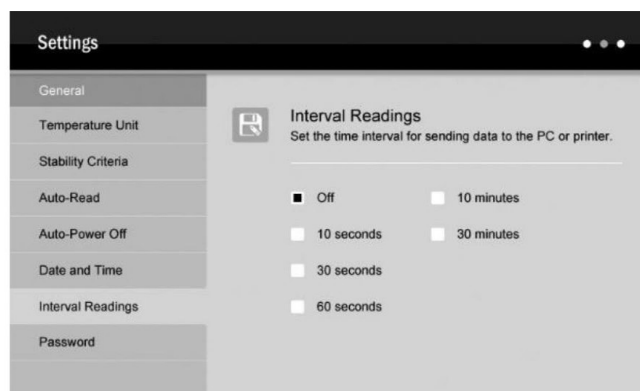 Settings
General
Temperature Unit
Stability Criteria
Auto-Read
Auto-Power Off
Date and Time
Interval Readings
Password
Interval Readings
Set the time interval for sending data to the PC or printer.
Off
10 seconds
30 seconds
60 seconds
10 minutes
30 minutes